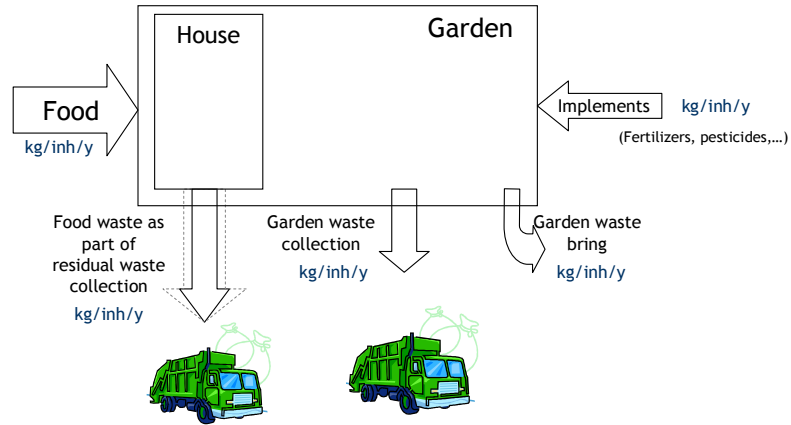 House
Garden
Food
kg/inh/y
Implements
kg/inh/y
(Fertilizers, pesticides,…)
Food waste as
part of
residual waste
collection
kg/inh/y
Garden waste
collection
kg/inh/y
Garden waste
bring
kg/inh/y